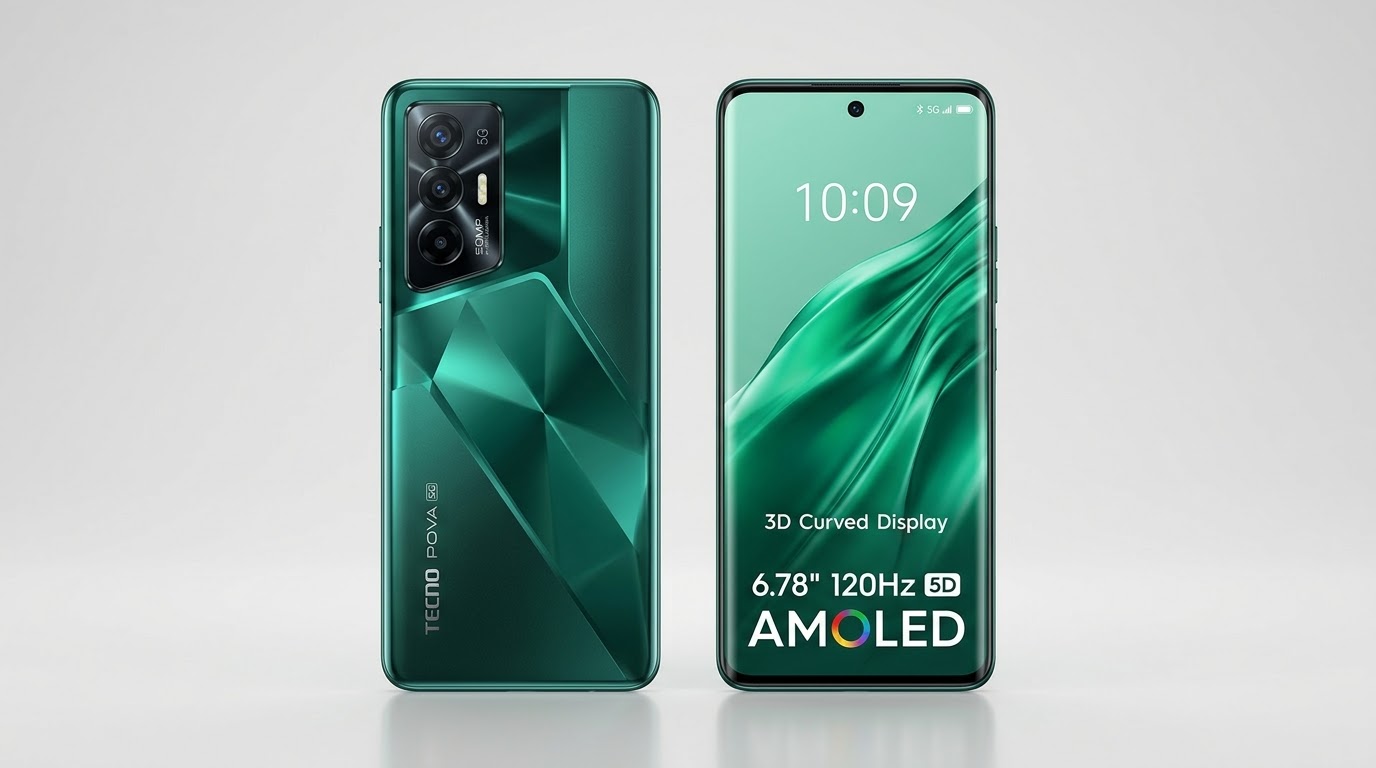 5G
50MP
TECNO POVA 5G
5G
10:09
3D Curved Display
6.78" 120Hz 5D
AMOLED